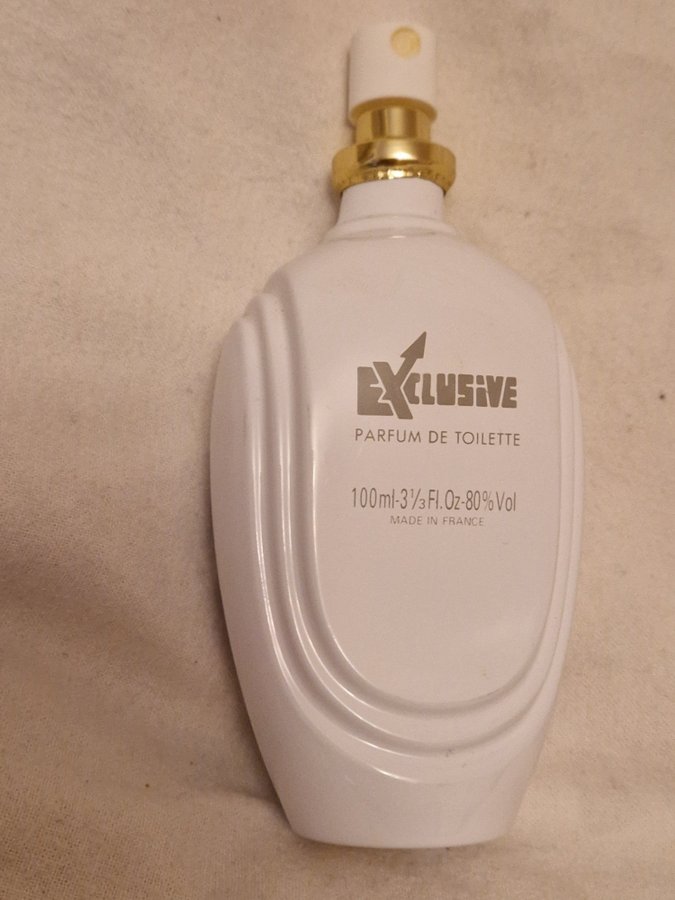 EXCLUSiVE
PARFUM DE TOILETTE
100ml-3⅓Fl.Oz-80%Vol
MADE IN FRANCE